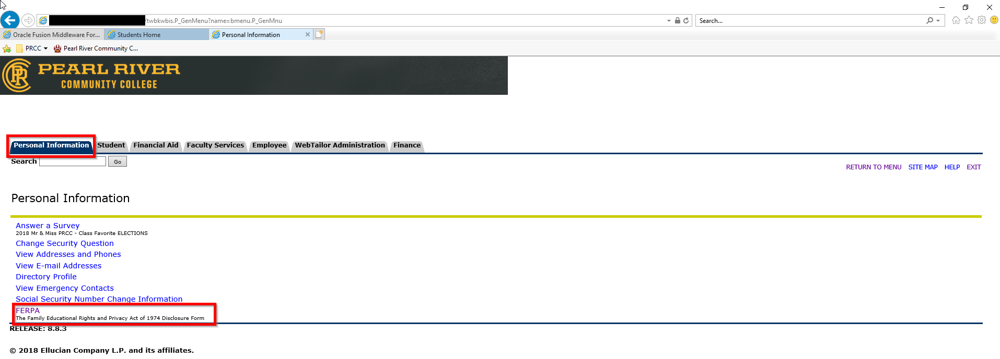 /twbkwbis.P_GenMenu?name=bmenu.P_GenMnu
Search...
Oracle Fusion Middleware For...
Students Home
Personal Information
PRCC
Pearl River Community C...
PEARL RIVER
COMMUNITY COLLEGE
Personal Information Student Financial Aid Faculty Services Employee WebTailor Administration Finance
Search Go
RETURN TO MENU SITE MAP HELP EXIT
Personal Information
Answer a Survey
2018 Mr & Miss PRCC - Class Favorite ELECTIONS
Change Security Question
View Addresses and Phones
View E-mail Addresses
Directory Profile
View Emergency Contacts
Social Security Number Change Information
FERPA
The Family Educational Rights and Privacy Act of 1974 Disclosure Form
RELEASE: 8.8.3
© 2018 Ellucian Company L.P. and its affiliates.